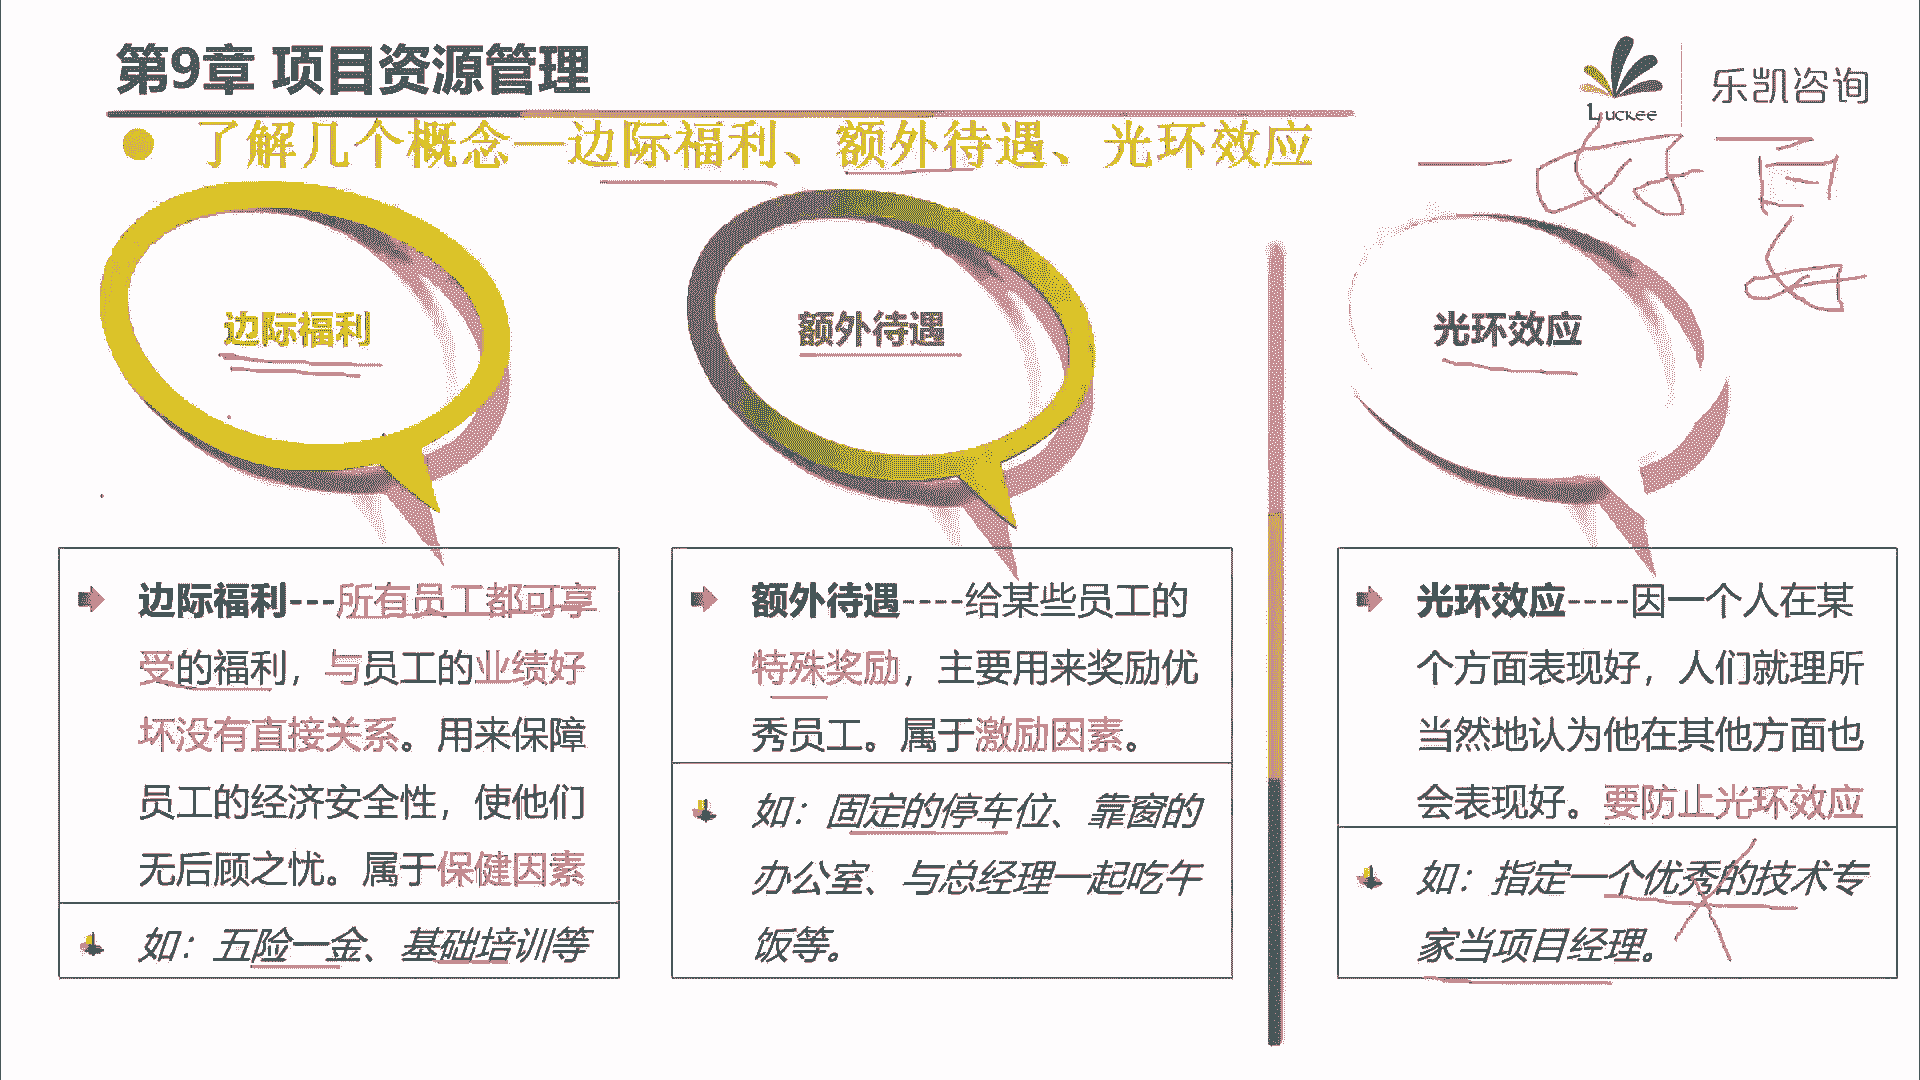 第9章 项目资源管理
Luckee
乐凯咨询
了解几个概念—边际福利、额外待遇、光环效应
一好百
好
边际福利
额外待遇
光环效应
边际福利---所有员工都可享
受的福利，与员工的业绩好
坏没有直接关系。用来保障
员工的经济安全性，使他们
无后顾之忧。属于保健因素
如：五险一金、基础培训等
额外待遇----给某些员工的
特殊奖励，主要用来奖励优
秀员工。属于激励因素。
如：固定的停车位、靠窗的
办公室、与总经理一起吃午
饭等。
光环效应----因一个人在某
个方面表现好，人们就理所
当然地认为他在其他方面也
会表现好。要防止光环效应
如：指定一个优秀的技术专
家当项目经理。